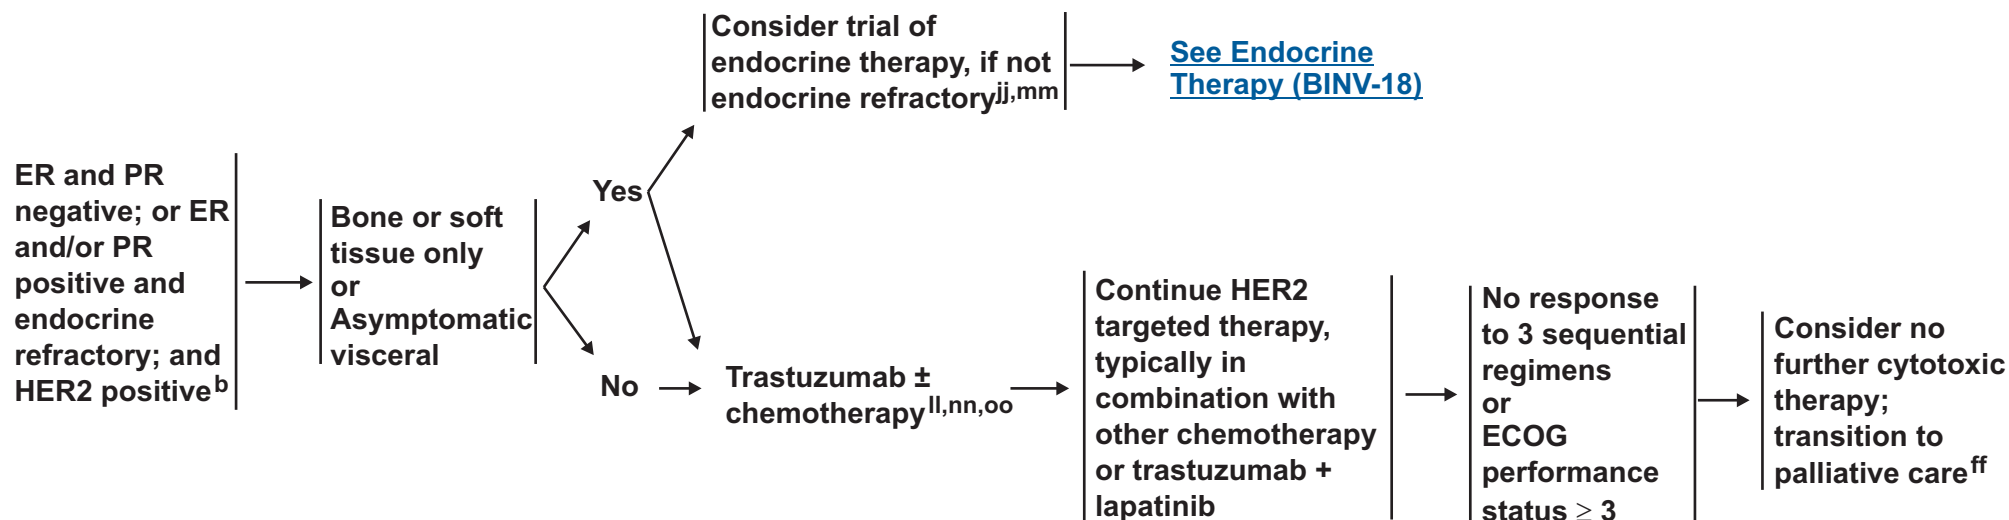 Consider trial of
endocrine therapy, if not
endocrine refractoryjj,mm
See Endocrine
Therapy (BINV-18)
ER and PR
negative; or ER
and/or PR
positive and
endocrine
refractory; and
HER2 positiveb
Bone or soft
tissue only
or
Asymptomatic
visceral
Yes
No
Trastuzumab ±
chemotherapyll,nn,oo
Continue HER2
targeted therapy,
typically in
combination with
other chemotherapy
or trastuzumab +
lapatinib
No response
to 3 sequential
regimens
or
ECOG
performance
status ≥ 3
Consider no
further cytotoxic
therapy;
transition to
palliative careff